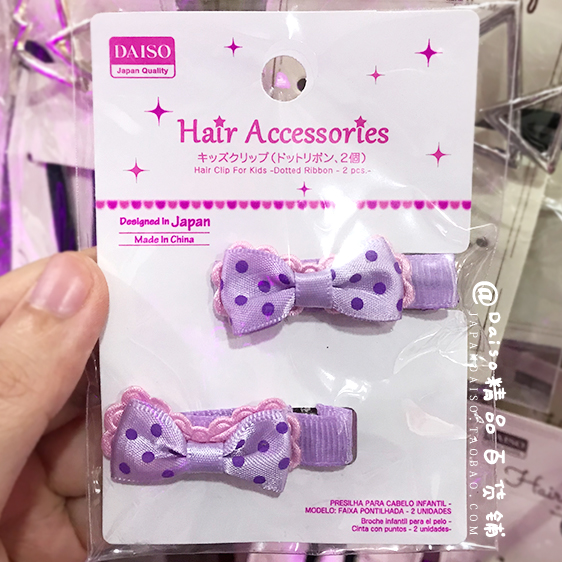 DAISO
Japan Quality
Hair Accessories
キッズクリップ(ドットリボン、2個)
Hair Clip For Kids -Dotted Ribbon - 2 pcs.-
Designed in Japan
Made in China
PRESILHA PARA CABELO INFANTIL -
MODELO: FAIXA PONTILHADA - 2 UNIDADES
Broche infantil para el pelo -
Cinta con puntos - 2 unidades-
@Daiso精品百货铺
JAPANDAISO.TAOBAO.COM
DAISO
Hair